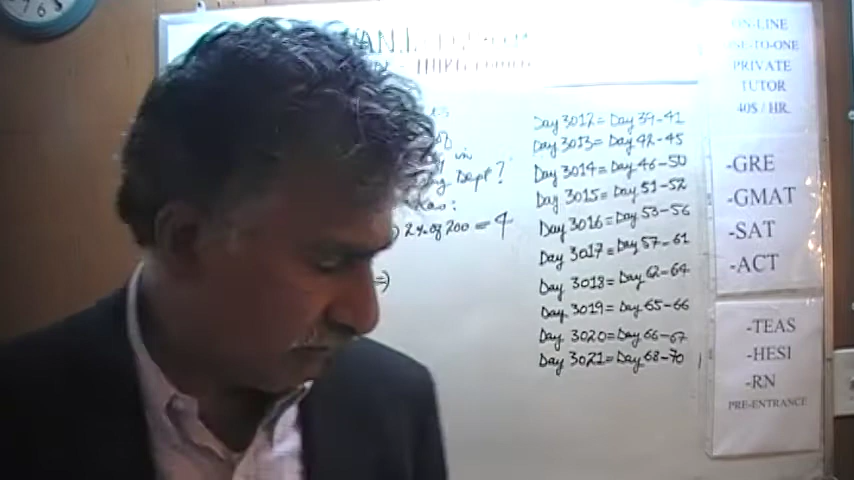 Dept?
2% of 200 = 4
Day 3012 = Day 39-41
Day 3013 = Day 42-45
Day 3014 = Day 46-50
Day 3015 = Day 51-52
Day 3016 = Day 53-56
Day 3017 = Day 57-61
Day 3018 = Day 62-64
Day 3019 = Day 65-66
Day 3020 = Day 66-67
Day 3021 = Day 68-70
ON-LINE
ONE-TO-ONE
PRIVATE
TUTOR
40$ / HR.
-GRE
-GMAT
-SAT
-ACT
-TEAS
-HESI
-RN
PRE-ENTRANCE